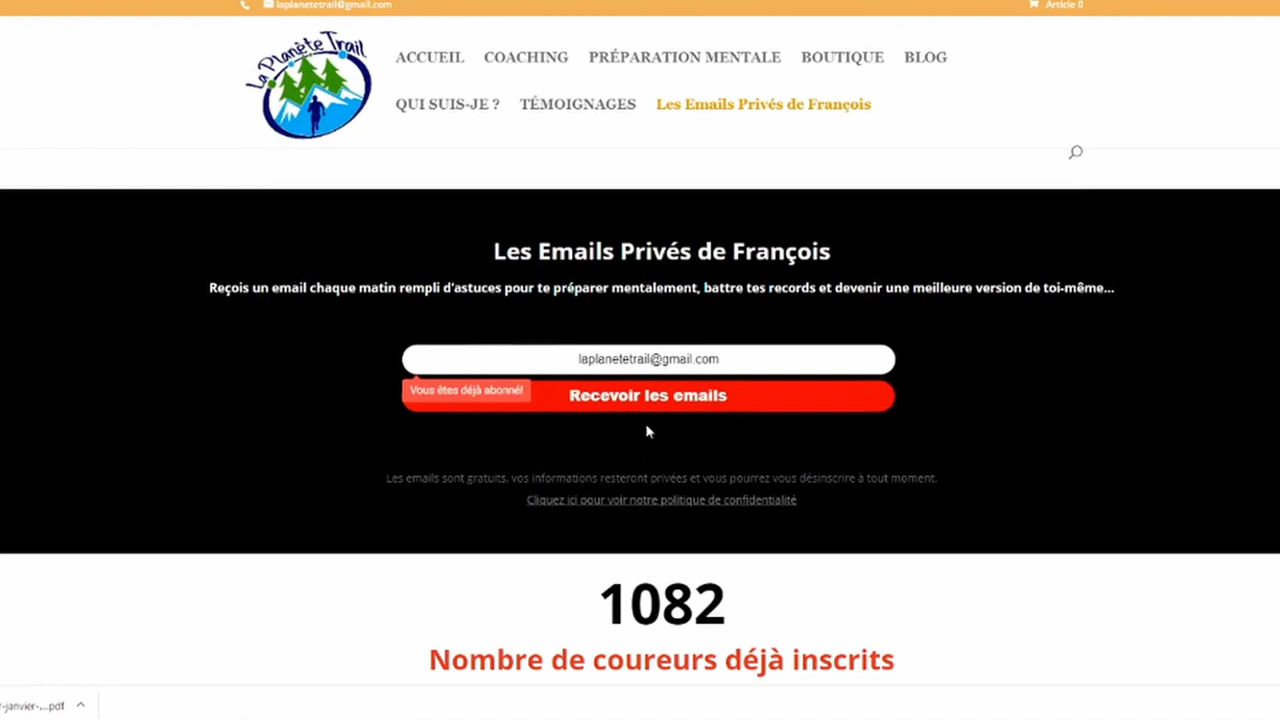 laplanetetrail@gmail.com
Article 0
La Planète Trail
ACCUEIL COACHING PRÉPARATION MENTALE BOUTIQUE BLOG
QUI SUIS-JE ? TÉMOIGNAGES Les Emails Privés de François
Les Emails Privés de François
Reçois un email chaque matin rempli d'astuces pour te préparer mentalement, battre tes records et devenir une meilleure version de toi-même...
laplanetetrail@gmail.com
Vous êtes déjà abonné!
Recevoir les emails
Les emails sont gratuits, vos informations resteront privées et vous pourrez vous désinscrire à tout moment.
Cliquez ici pour voir notre politique de confidentialité
1082
Nombre de coureurs déjà inscrits
-janvier-...pdf